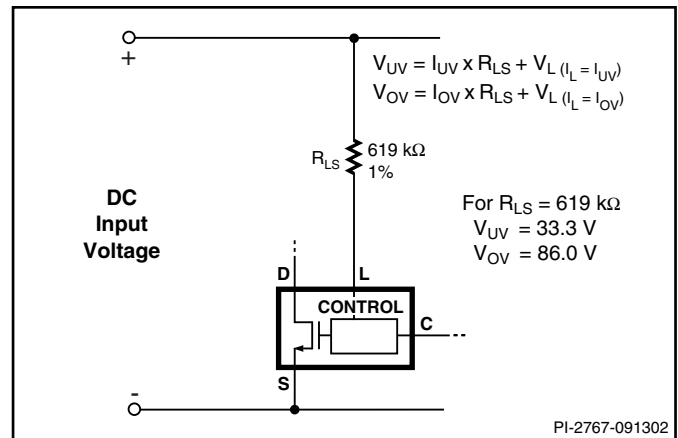 +
V_UV = I_UV x R_LS + V_L (I_L = I_UV)
V_OV = I_OV x R_LS + V_L (I_L = I_OV)
R_LS 619 kΩ
1%
DC
Input
Voltage
For R_LS = 619 kΩ
V_UV = 33.3 V
V_OV = 86.0 V
D L
CONTROL
C
S
-
PI-2767-091302